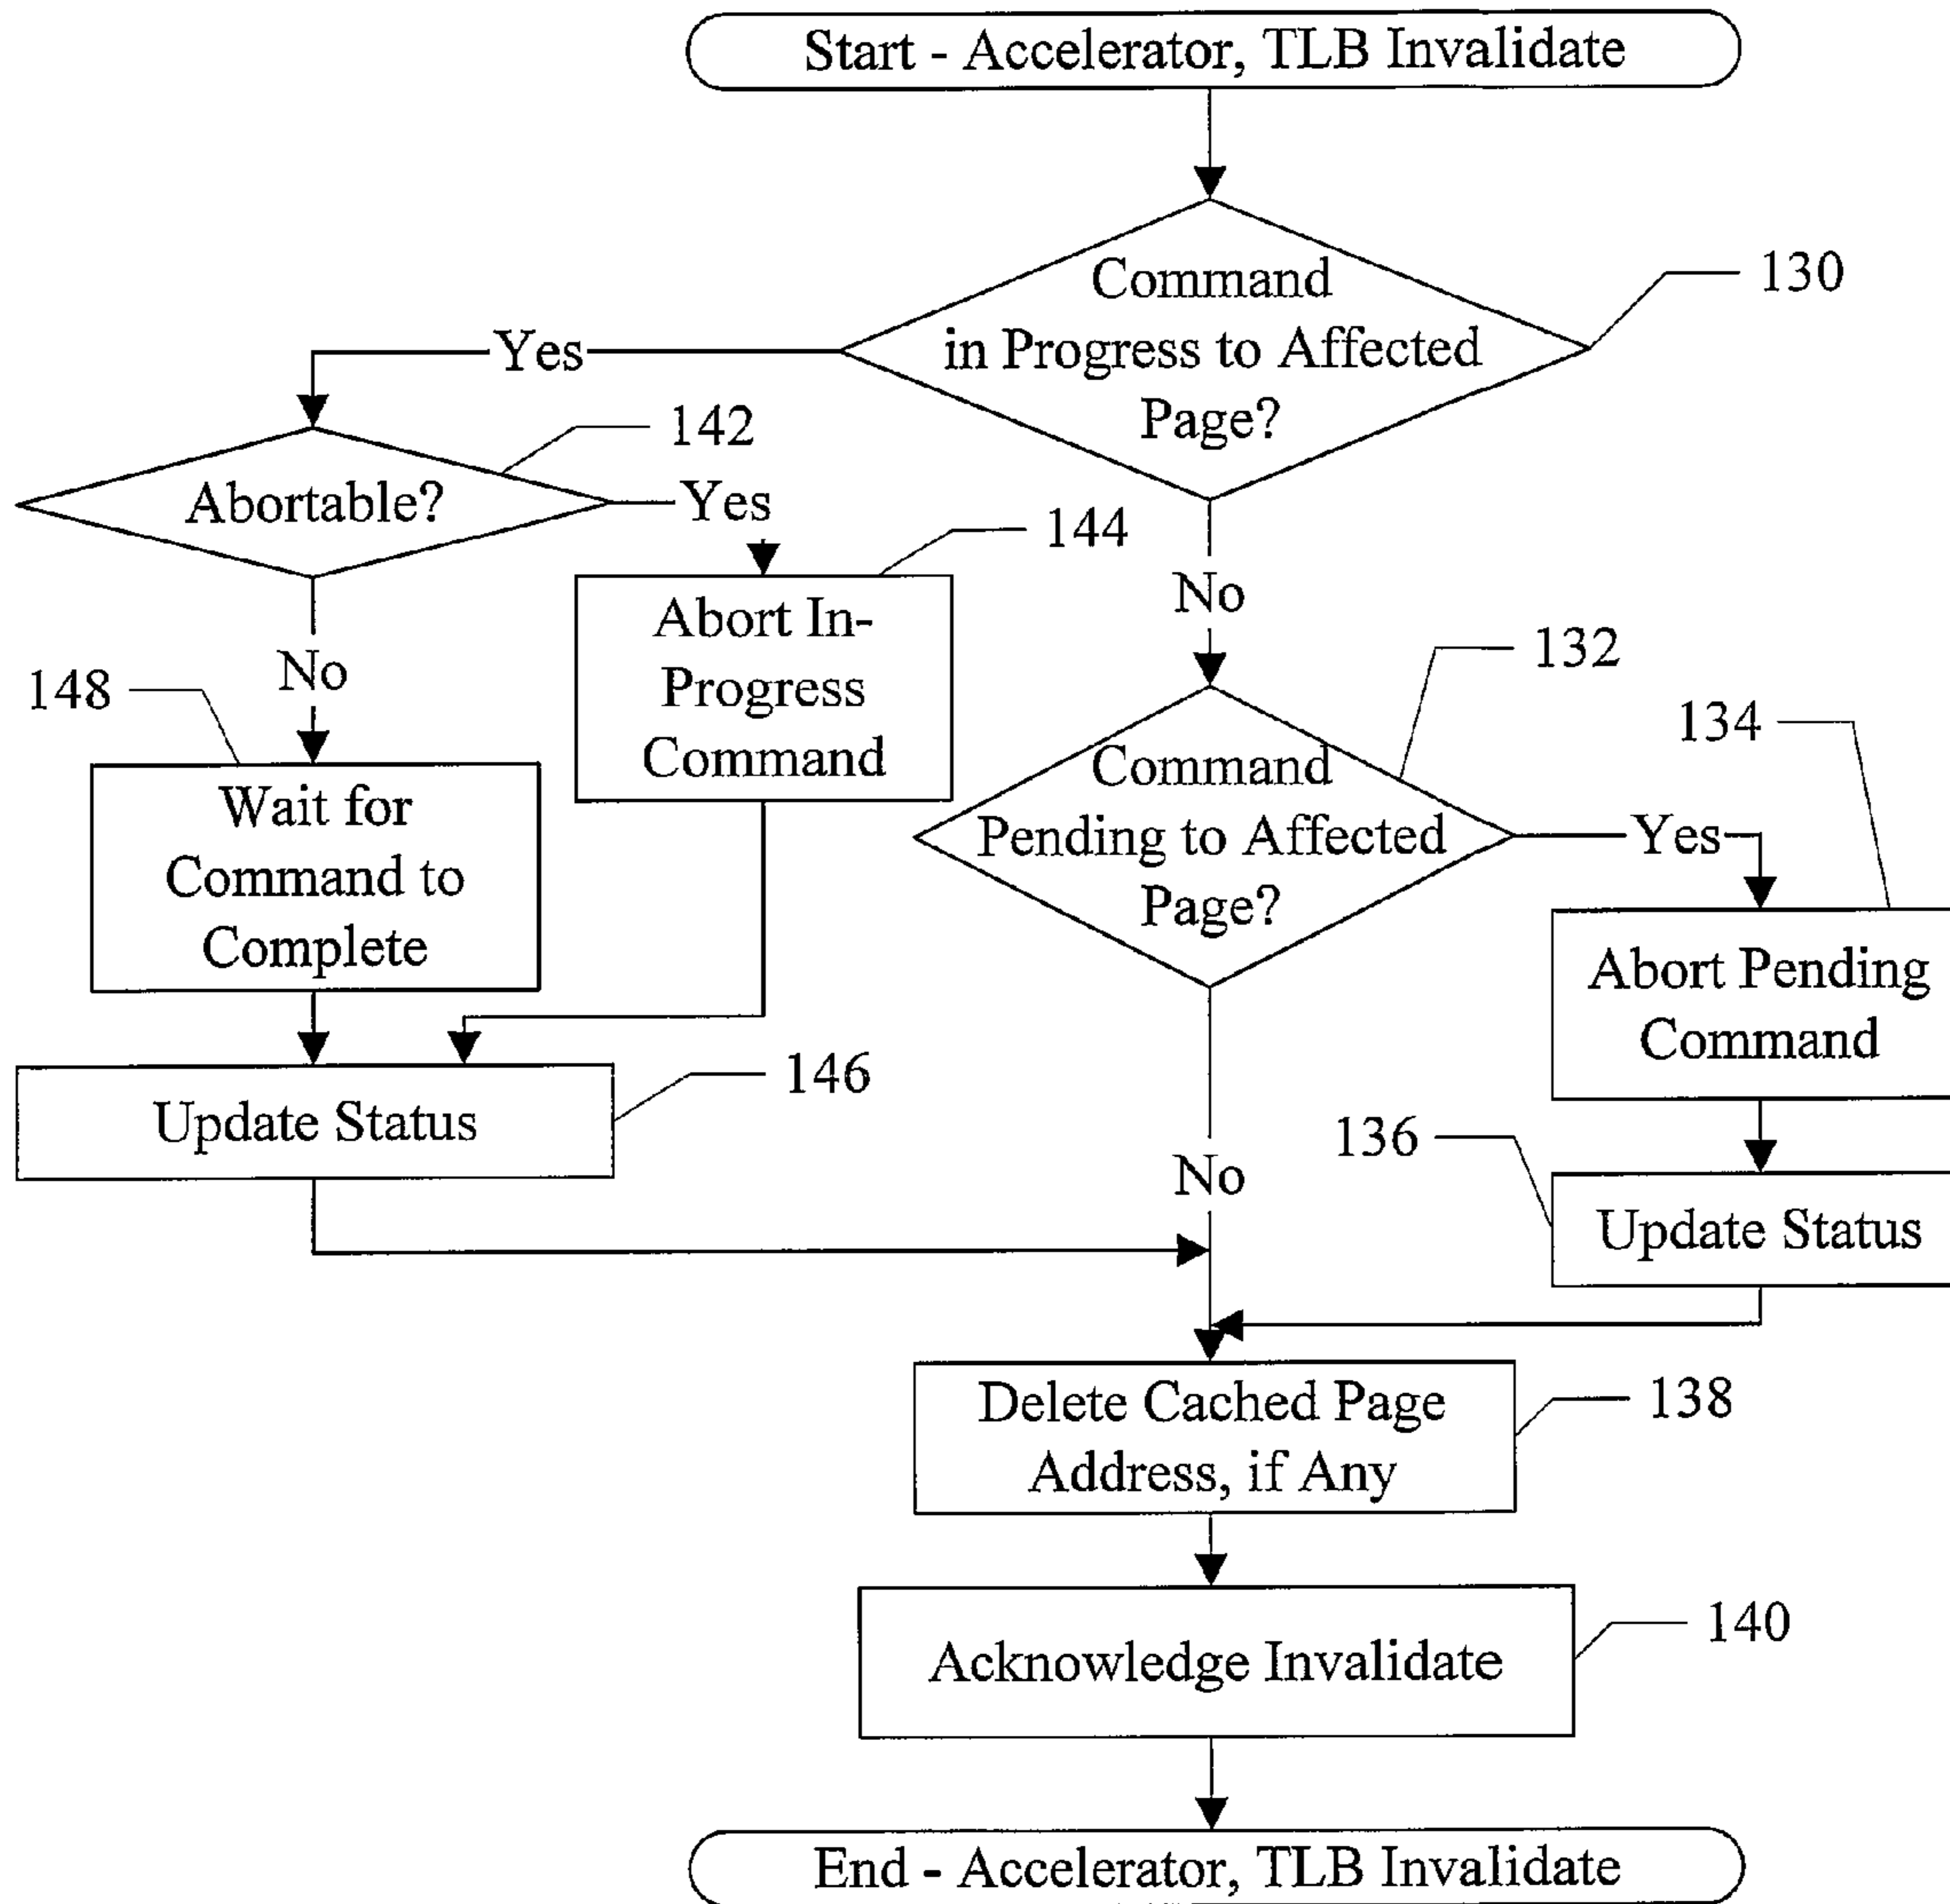 Start - Accelerator, TLB Invalidate
Command
in Progress to Affected
Page?
130
Yes
142
Abortable?
Yes
144
Abort In-
Progress
Command
No
132
No
148
Wait for
Command to
Complete
Command
Pending to Affected
Page?
134
Yes
Abort Pending
Command
146
Update Status
136
No
Update Status
Delete Cached Page
Address, if Any
138
Acknowledge Invalidate
140
End - Accelerator, TLB Invalidate